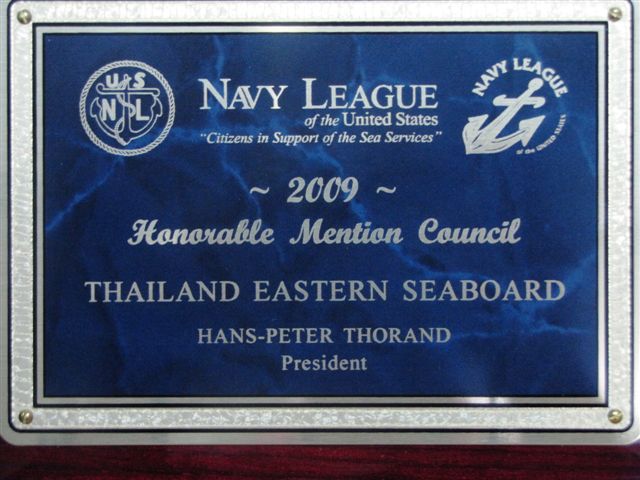 U S
N L
NAVY LEAGUE
of the United States
"Citizens in Support of the Sea Services"
NAVY LEAGUE
of the UNITED STATES
~ 2009 ~
Honorable Mention Council
THAILAND EASTERN SEABOARD
HANS-PETER THORAND
President